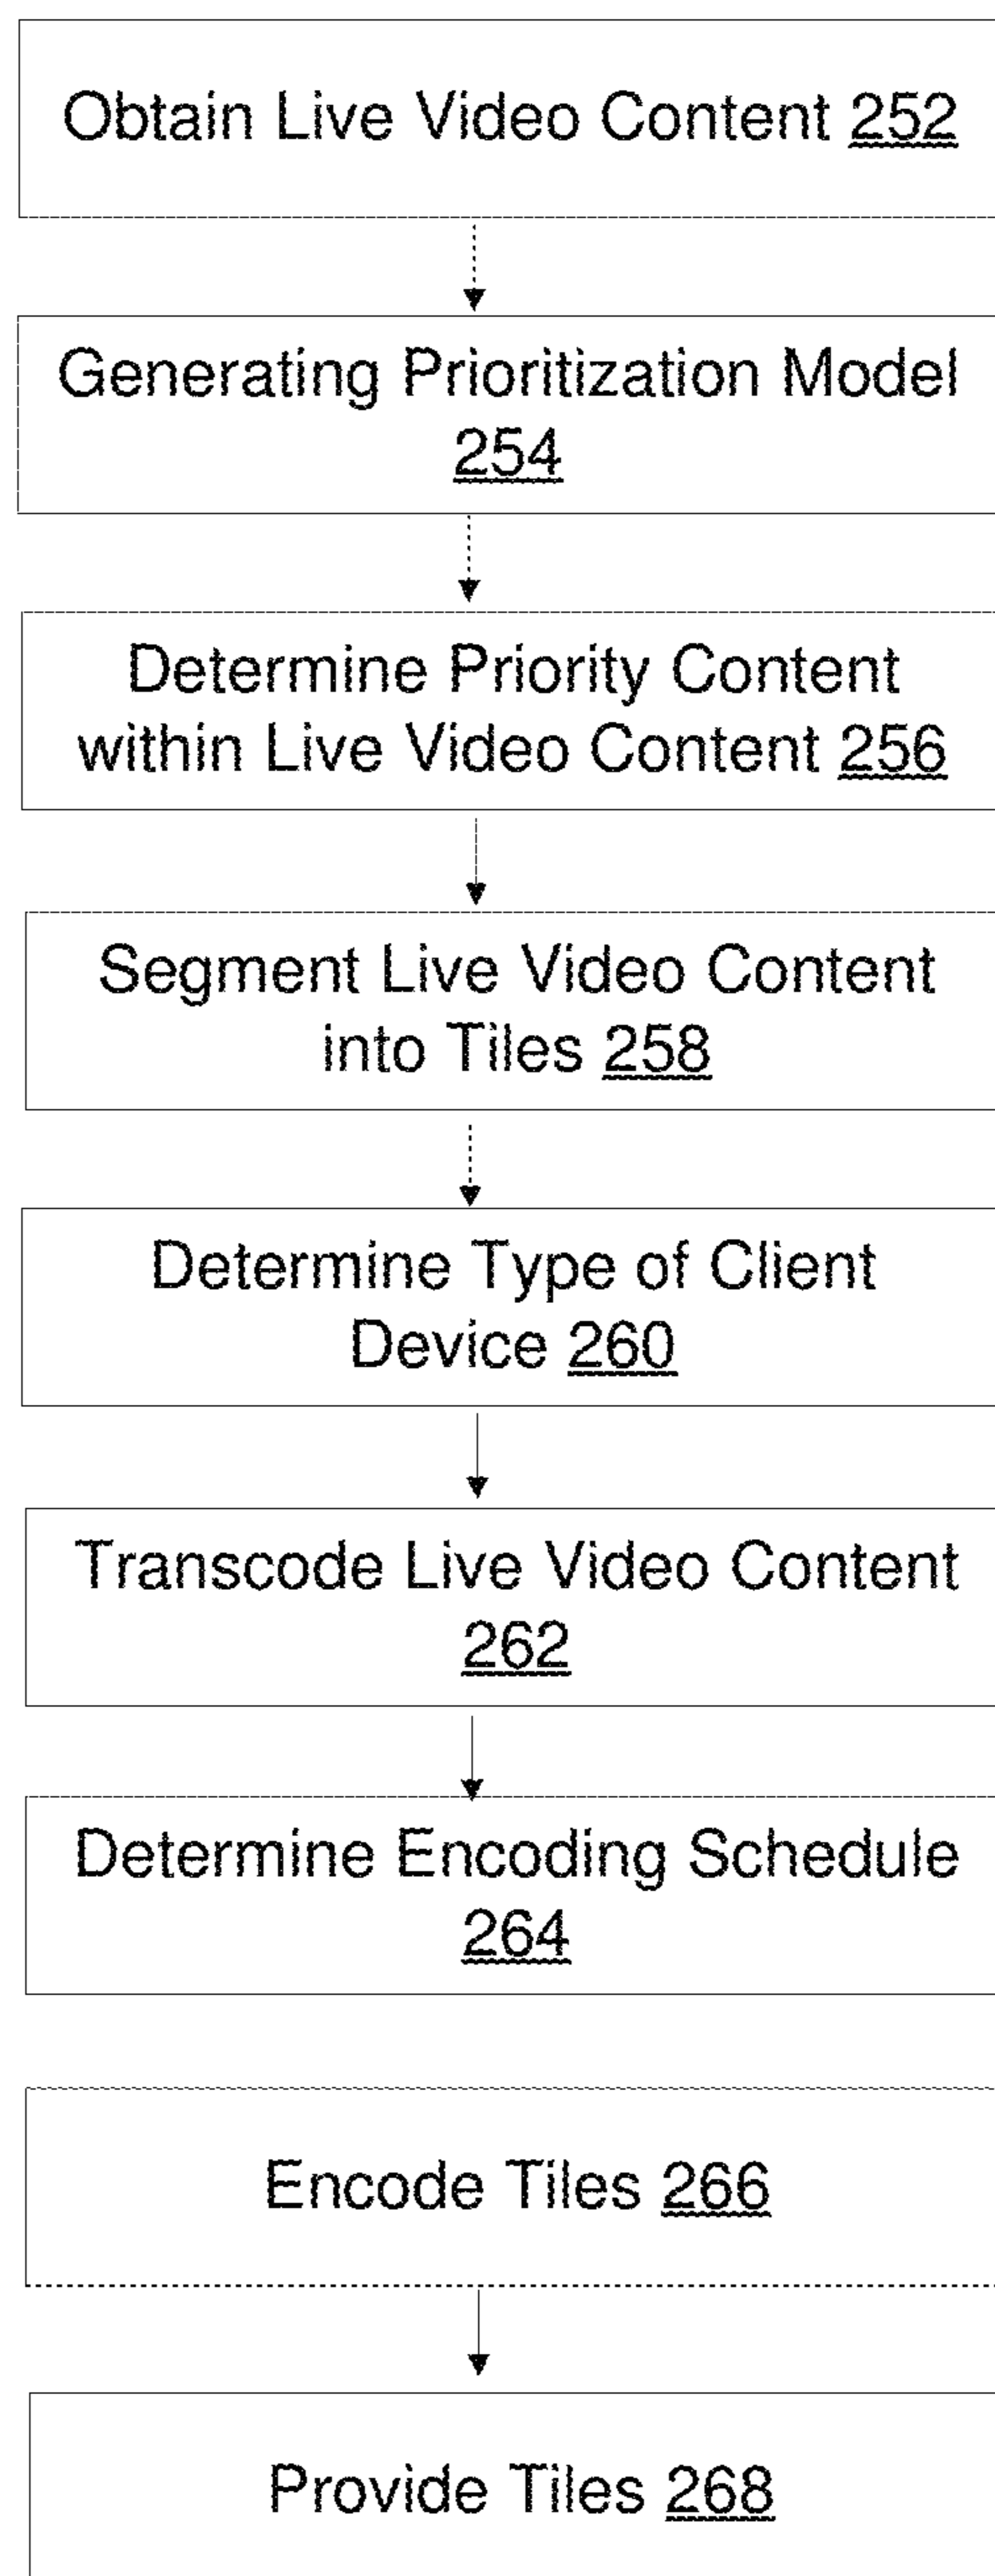 Obtain Live Video Content 252
Generating Prioritization Model
254
Determine Priority Content
within Live Video Content 256
Segment Live Video Content
into Tiles 258
Determine Type of Client
Device 260
Transcode Live Video Content
262
Determine Encoding Schedule
264
Encode Tiles 266
Provide Tiles 268